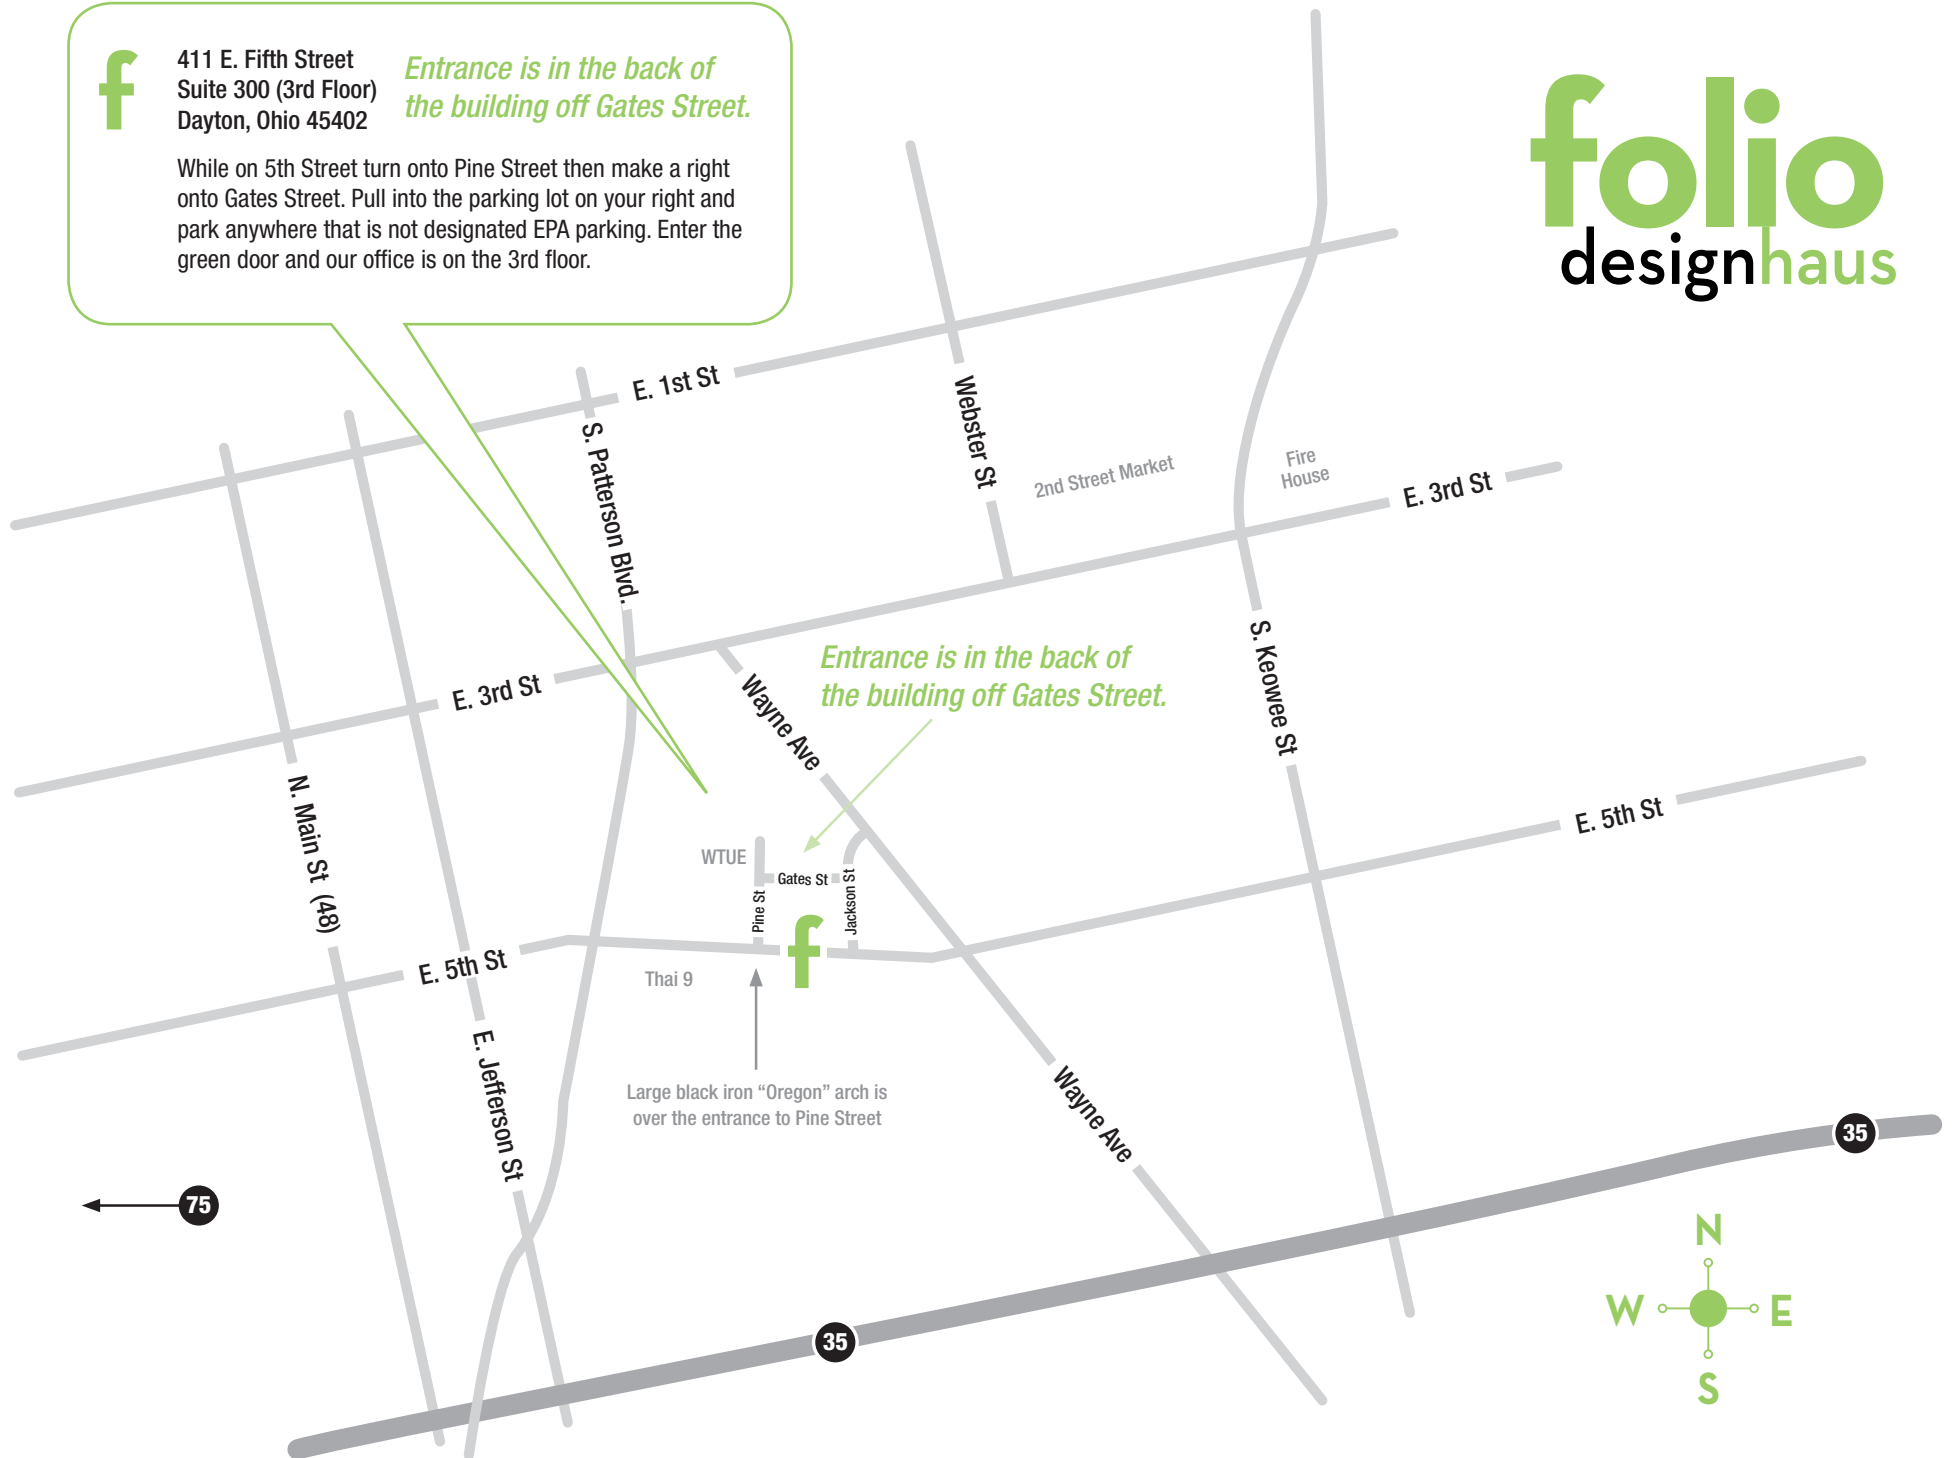 f
411 E. Fifth Street
Suite 300 (3rd Floor)
Dayton, Ohio 45402
Entrance is in the back of
the building off Gates Street.
While on 5th Street turn onto Pine Street then make a right
onto Gates Street. Pull into the parking lot on your right and
park anywhere that is not designated EPA parking. Enter the
green door and our office is on the 3rd floor.
folio
designhaus
E. 1st St
S. Patterson Blvd.
Webster St
2nd Street Market
Fire
House
E. 3rd St
E. 3rd St
S. Keowee St
Wayne Ave
Entrance is in the back of
the building off Gates Street.
N. Main St (48)
WTUE
Gates St
Pine St
Jackson St
f
E. 5th St
E. 5th St
Thai 9
E. Jefferson St
Large black iron “Oregon” arch is
over the entrance to Pine Street
Wayne Ave
35
75
35
N
W
E
S